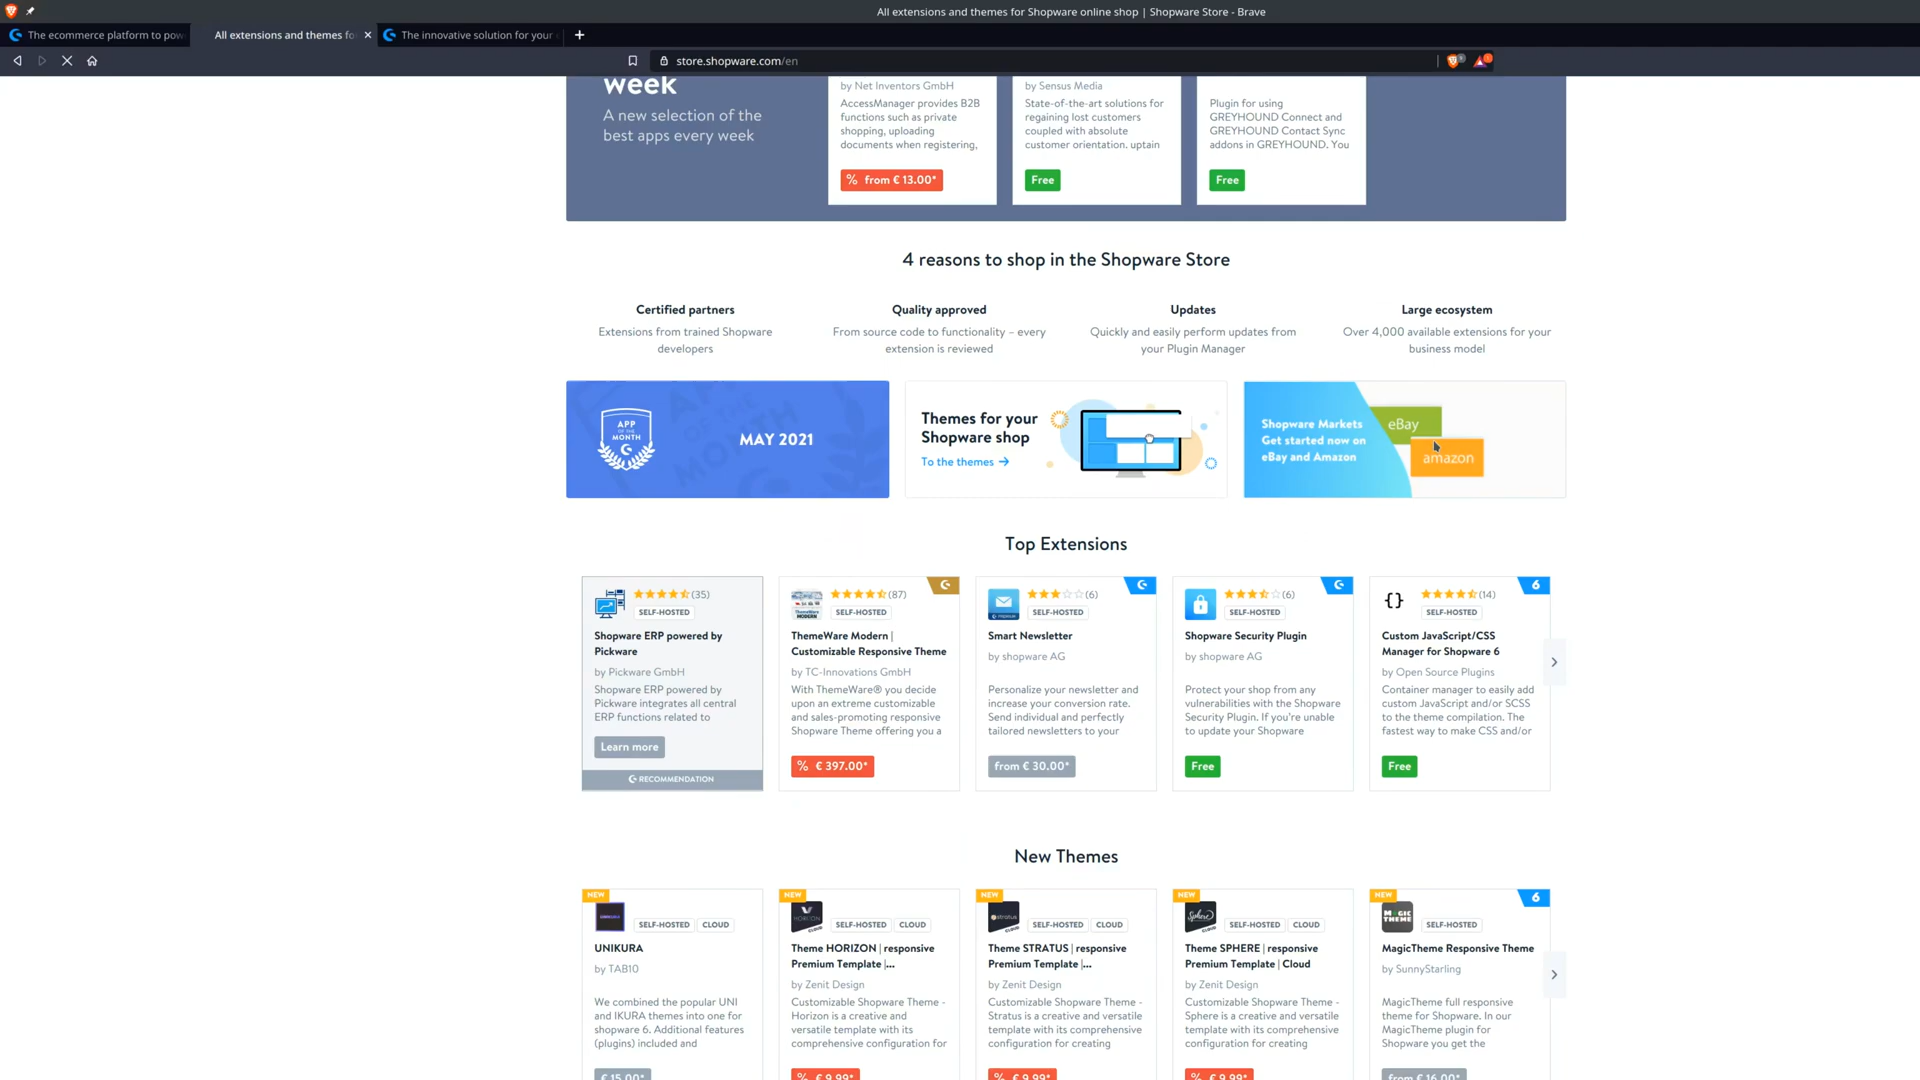 All extensions and themes for Shopware online shop | Shopware Store - Brave
The ecommerce platform to pow
All extensions and themes fo
The innovative solution for your
store.shopware.com/en
week
A new selection of the
best apps every week
by Net Inventors GmbH
AccessManager provides B2B
functions such as private
shopping, uploading
documents when registering,
% from € 13.00*
by Sensus Media
State-of-the-art solutions for
regaining lost customers
coupled with absolute
customer orientation. uptain
Free
Plugin for using
GREYHOUND Connect and
GREYHOUND Contact Sync
addons in GREYHOUND. You
Free
4 reasons to shop in the Shopware Store
Certified partners
Extensions from trained Shopware
developers
Quality approved
From source code to functionality – every
extension is reviewed
Updates
Quickly and easily perform updates from
your Plugin Manager
Large ecosystem
Over 4,000 available extensions for your
business model
APP
OF THE
MONTH
MAY 2021
Themes for your
Shopware shop
To the themes →
Shopware Markets
Get started now on
eBay and Amazon
eBay
amazon
Top Extensions
(35)
SELF-HOSTED
Shopware ERP powered by
Pickware
by Pickware GmbH
Shopware ERP powered by
Pickware integrates all central
ERP functions related to
Learn more
RECOMMENDATION
(87)
SELF-HOSTED
ThemeWare Modern |
Customizable Responsive Theme
by TC-Innovations GmbH
With ThemeWare® you decide
upon an extreme customizable
and sales-promoting responsive
Shopware Theme offering you a
% € 397.00*
(6)
SELF-HOSTED
Smart Newsletter
by shopware AG
Personalize your newsletter and
increase your conversion rate.
Send individual and perfectly
tailored newsletters to your
from € 30.00*
(6)
SELF-HOSTED
Shopware Security Plugin
by shopware AG
Protect your shop from any
vulnerabilities with the Shopware
Security Plugin. If you're unable
to update your Shopware
Free
{}
(14)
6
SELF-HOSTED
Custom JavaScript/CSS
Manager for Shopware 6
by Open Source Plugins
Container manager to easily add
custom JavaScript and/or SCSS
to the theme compilation. The
fastest way to make CSS and/or
Free
New Themes
NEW
SELF-HOSTED CLOUD
UNIKURA
by TAB10
We combined the popular UNI
and IKURA themes into one for
shopware 6. Additional features
(plugins) included and
€ 15.00*
NEW
HORIZON
CLOUD
SELF-HOSTED CLOUD
Theme HORIZON | responsive
Premium Template |...
by Zenit Design
Customizable Shopware Theme -
Horizon is a creative and
versatile template with its
comprehensive configuration for
% € 9.99*
NEW
stratus
CLOUD
SELF-HOSTED CLOUD
Theme STRATUS | responsive
Premium Template |...
by Zenit Design
Customizable Shopware Theme -
Stratus is a creative and versatile
template with its comprehensive
configuration for creating
% € 9.99*
NEW
Sphere
CLOUD
SELF-HOSTED CLOUD
Theme SPHERE | responsive
Premium Template | Cloud
by Zenit Design
Customizable Shopware Theme -
Sphere is a creative and versatile
template with its comprehensive
configuration for creating
% € 9.99*
NEW
6
MAGIC
THEME
SELF-HOSTED
MagicTheme Responsive Theme
by SunnyStarling
MagicTheme full responsive
theme for Shopware. In our
MagicTheme plugin for
Shopware you get the
from € 16.00*